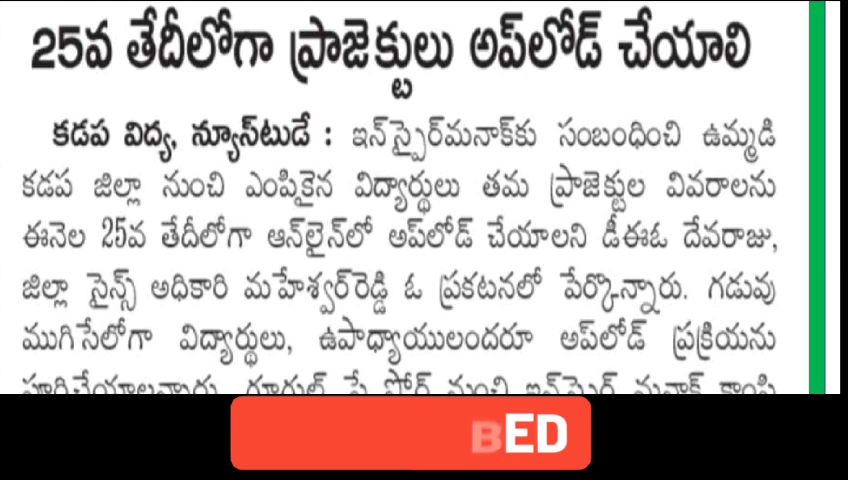 25వ తేదీలోగా ప్రాజెక్టులు అప్‌లోడ్ చేయాలి
కడప విద్య, న్యూస్‌టుడే : ఇన్‌స్పైర్‌మనాక్‌కు సంబంధించి ఉమ్మడి
కడప జిల్లా నుంచి ఎంపికైన విద్యార్థులు తమ ప్రాజెక్టుల వివరాలను
ఈనెల 25వ తేదీలోగా ఆన్‌లైన్‌లో అప్‌లోడ్ చేయాలని డీఈఓ దేవరాజు,
జిల్లా సైన్స్ అధికారి మహేశ్వర్‌రెడ్డి ఓ ప్రకటనలో పేర్కొన్నారు. గడువు
ముగిసేలోగా విద్యార్థులు, ఉపాధ్యాయులందరూ అప్‌లోడ్ ప్రక్రియను
BED